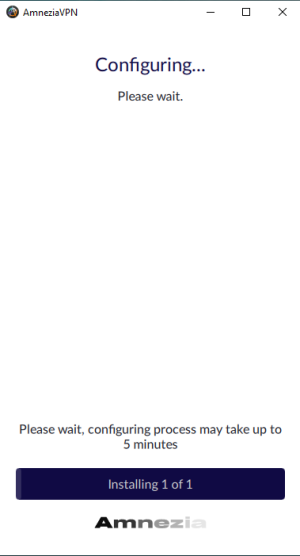 AmneziaVPN
Configuring...
Please wait.
Please wait, configuring process may take up to
5 minutes
Installing 1 of 1
Amnezia